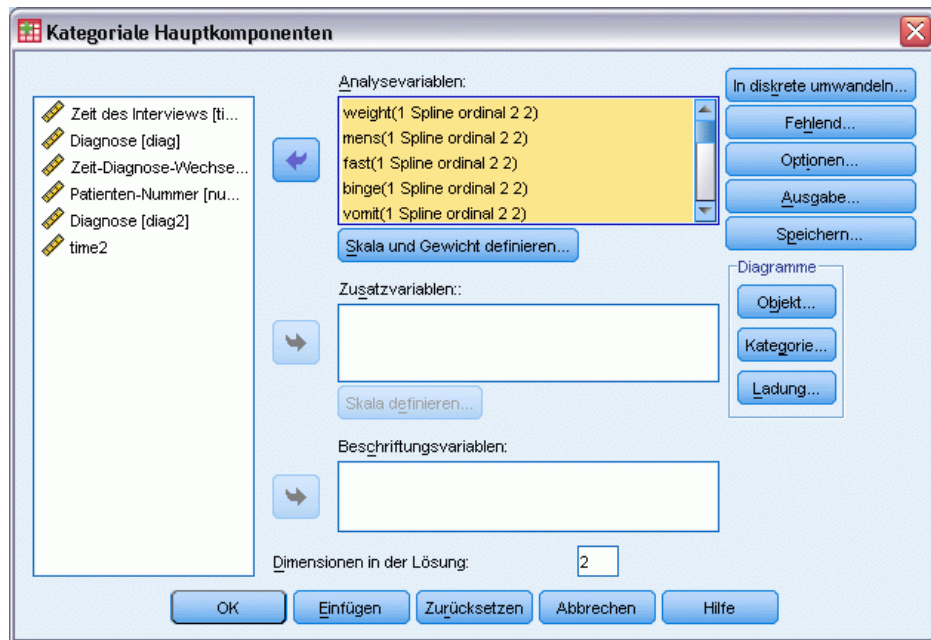 Kategoriale Hauptkomponenten
Zeit des Interviews [ti...
Diagnose [diag]
Zeit-Diagnose-Wechse...
Patienten-Nummer [nu...
Diagnose [diag2]
time2
Analysevariablen:
weight(1 Spline ordinal 2 2)
mens(1 Spline ordinal 2 2)
fast(1 Spline ordinal 2 2)
binge(1 Spline ordinal 2 2)
vomit(1 Spline ordinal 2 2)
Skala und Gewicht definieren...
Zusatzvariablen::
Skala definieren...
Beschriftungsvariablen:
Dimensionen in der Lösung:
2
In diskrete umwandeln...
Fehlend...
Optionen...
Ausgabe...
Speichern...
Diagramme
Objekt...
Kategorie...
Ladung...
OK
Einfügen
Zurücksetzen
Abbrechen
Hilfe